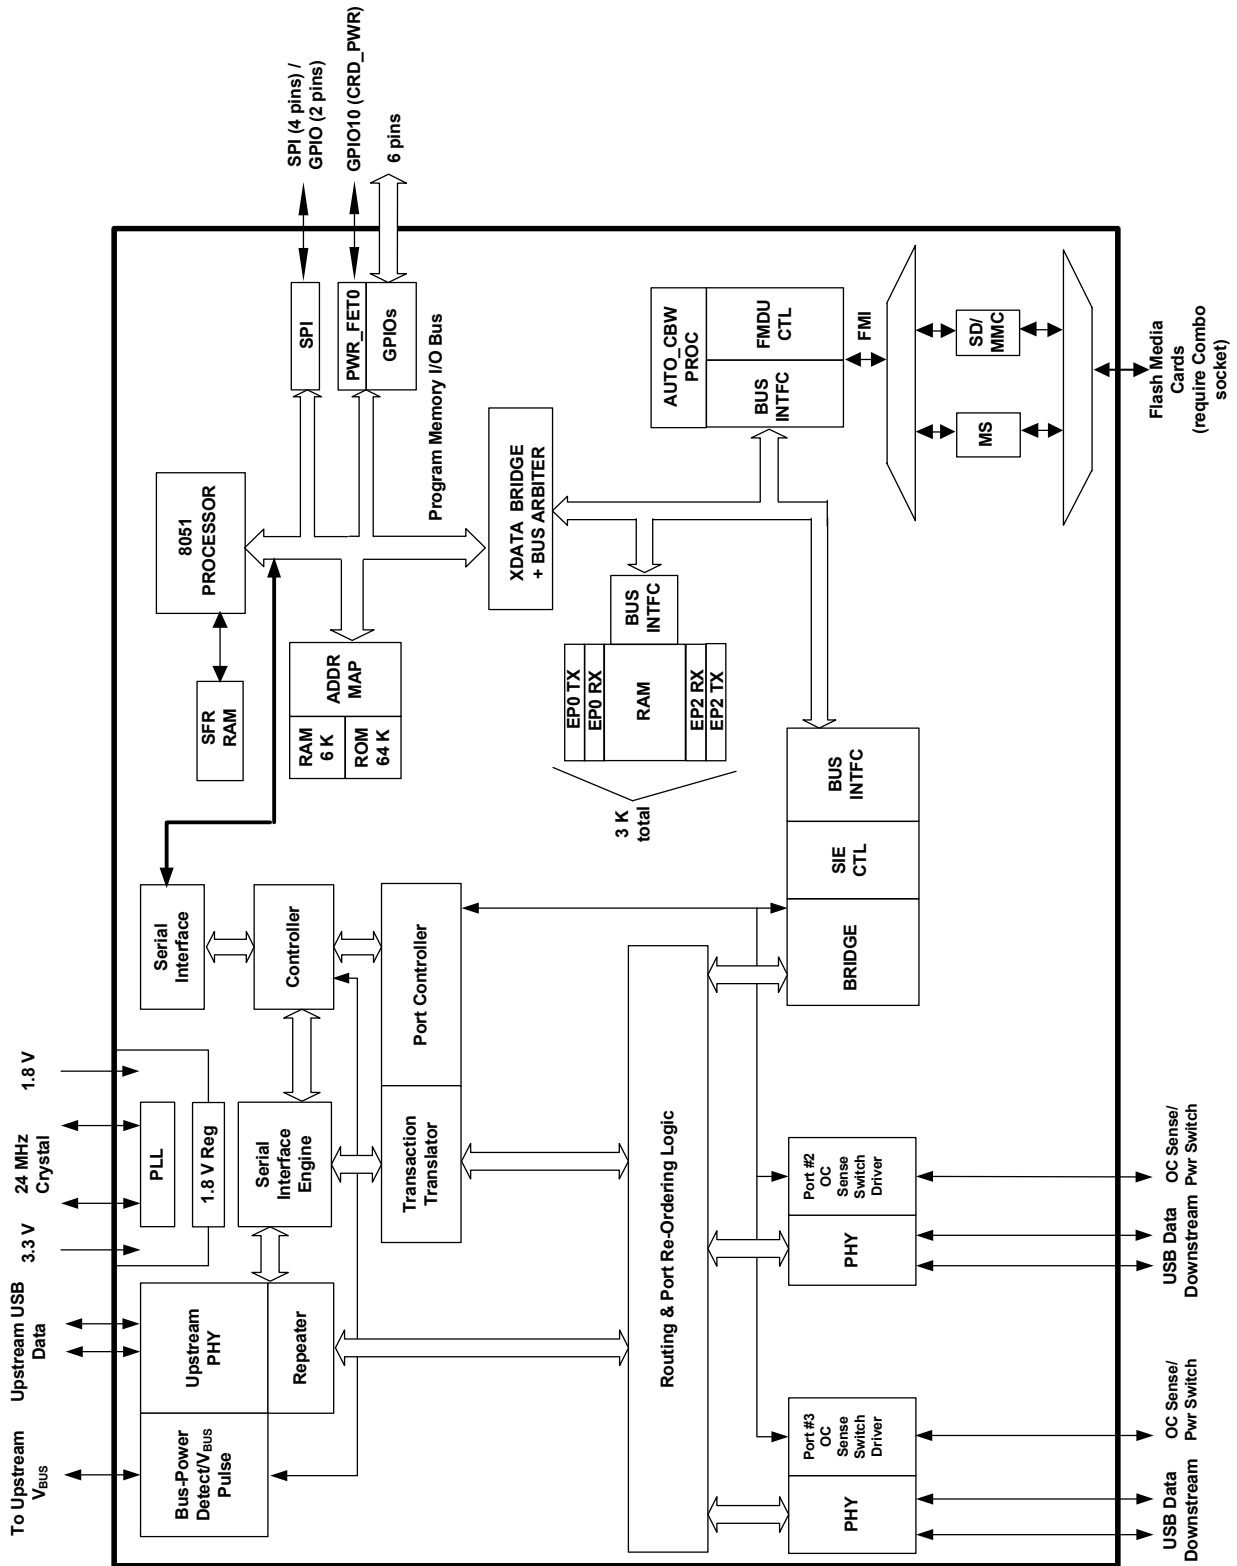 To Upstream
VBUS
Upstream USB
Data
3.3 V
24 MHz
Crystal
1.8 V
SPI (4 pins) /
GPIO (2 pins)
GPIO10 (CRD_PWR)
6 pins
Bus-Power
Detect/VBUS
Pulse
Upstream
PHY
Repeater
PLL
1.8 V Reg
Serial
Interface
Engine
Serial
Interface
Controller
Transaction
Translator
Port Controller
SFR
RAM
8051
PROCESSOR
SPI
PWR_FET0
GPIOs
RAM
6 K
ROM
64 K
ADDR
MAP
Program Memory I/O Bus
XDATA BRIDGE
+ BUS ARBITER
3 K
total
EP0 TX
EP0 RX
RAM
EP2 RX
EP2 TX
BUS
INTFC
AUTO_CBW
PROC
BUS
INTFC
FMDU
CTL
FMI
Routing & Port Re-Ordering Logic
BRIDGE
SIE
CTL
BUS
INTFC
MS
SD/
MMC
PHY
Port #3
OC
Sense
Switch
Driver
PHY
Port #2
OC
Sense
Switch
Driver
USB Data
Downstream
OC Sense/
Pwr Switch
USB Data
Downstream
OC Sense/
Pwr Switch
Flash Media
Cards
(require Combo
socket)